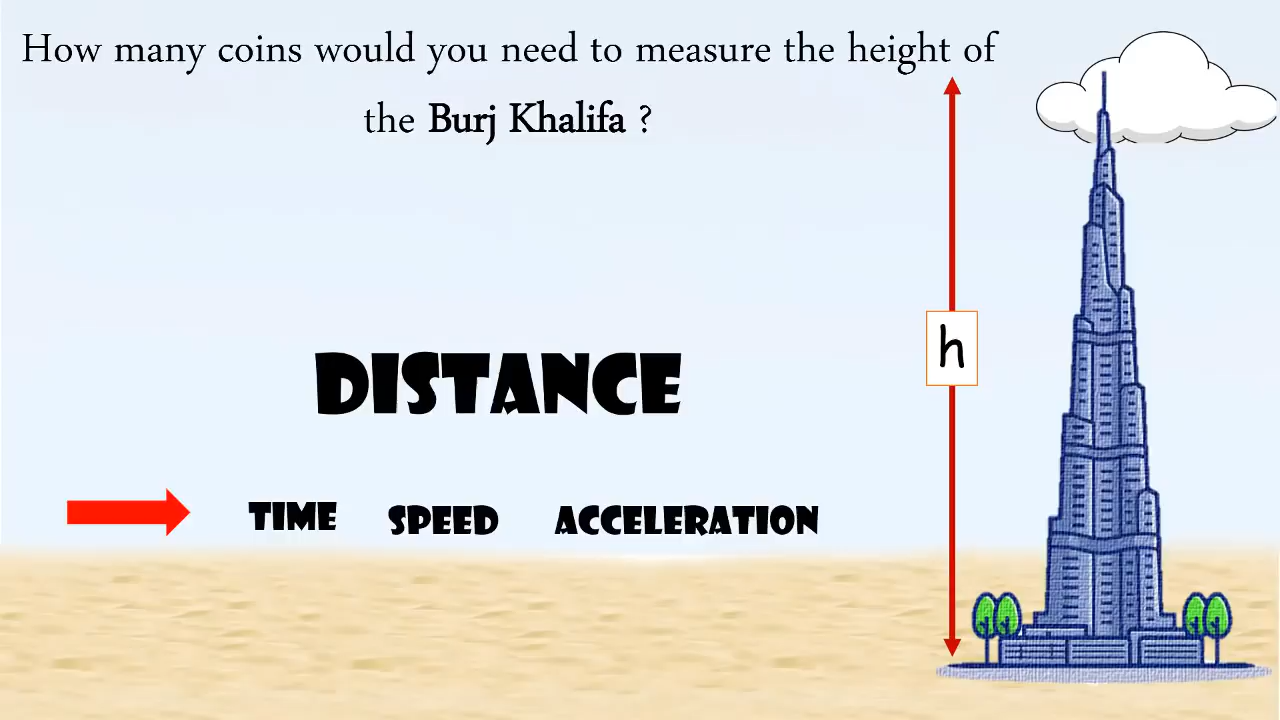 How many coins would you need to measure the height of
the Burj Khalifa ?
h
DISTANCE
TIME SPEED ACCELERATION